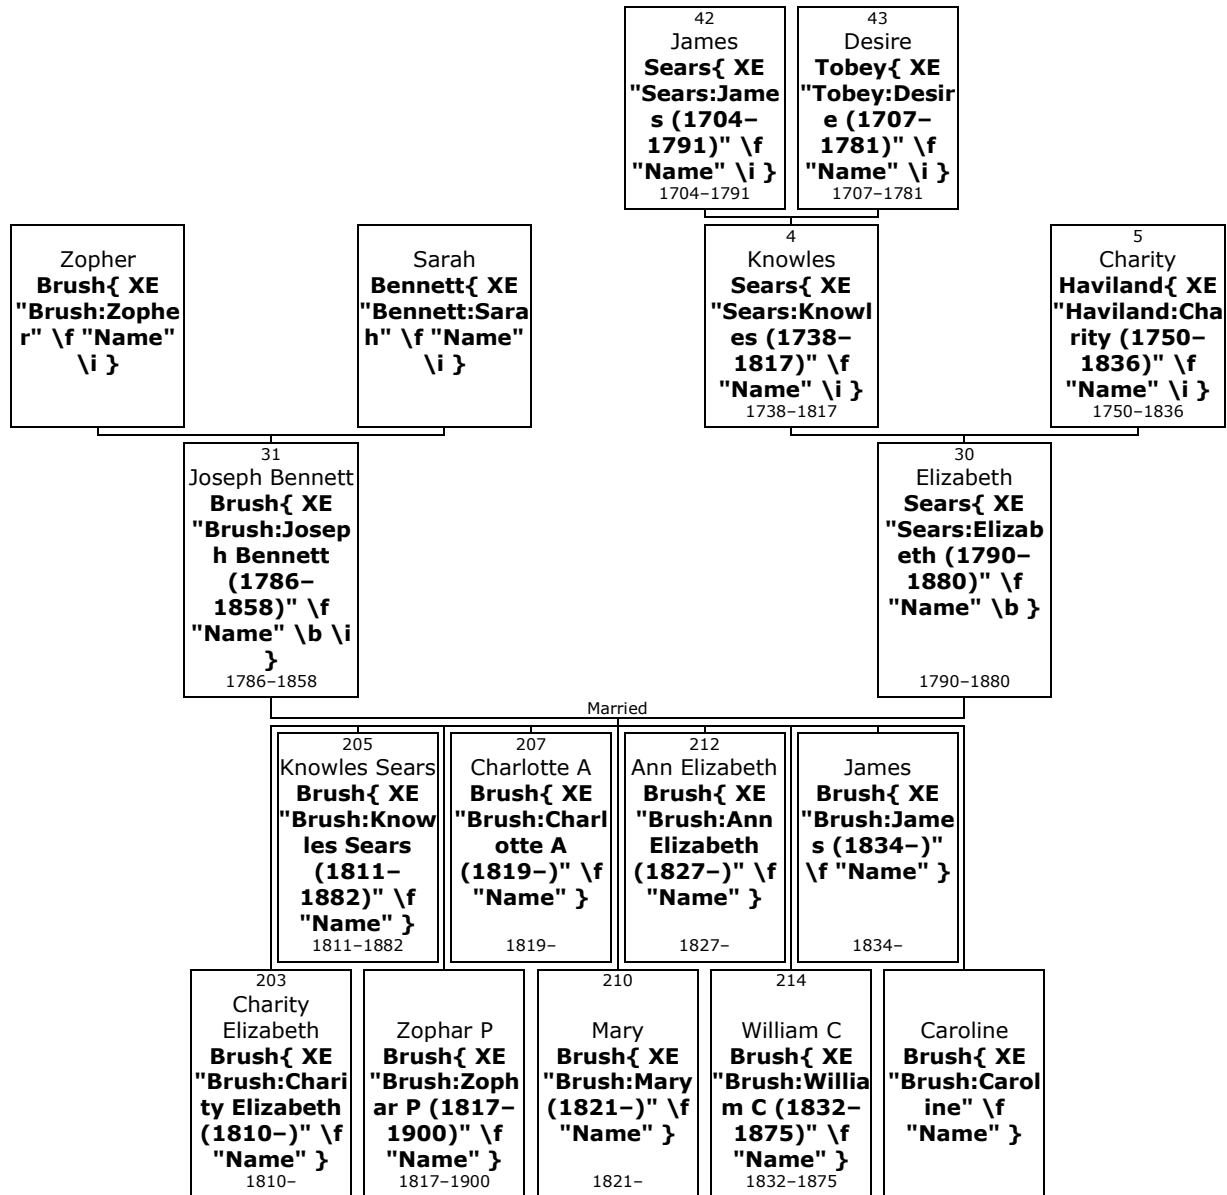 42
James
Sears{ XE
"Sears:Jame
s (1704–
1791)" \f
"Name" \i }
1704–1791
43
Desire
Tobey{ XE
"Tobey:Desir
e (1707–
1781)" \f
"Name" \i }
1707–1781
Zopher
Brush{ XE
"Brush:Zophe
r" \f "Name"
\i }
Sarah
Bennett{ XE
"Bennett:Sara
h" \f "Name"
\i }
4
Knowles
Sears{ XE
"Sears:Knowl
es (1738–
1817)" \f
"Name" \i }
1738–1817
5
Charity
Haviland{ XE
"Haviland:Cha
rity (1750–
1836)" \f
"Name" \i }
1750–1836
31
Joseph Bennett
Brush{ XE
"Brush:Josep
h Bennett
(1786–
1858)" \f
"Name" \b \i
}
1786–1858
30
Elizabeth
Sears{ XE
"Sears:Elizab
eth (1790–
1880)" \f
"Name" \b }
1790–1880
Married
205
Knowles Sears
Brush{ XE
"Brush:Know
les Sears
(1811–
1882)" \f
"Name" }
1811–1882
207
Charlotte A
Brush{ XE
"Brush:Charl
otte A
(1819–)" \f
"Name" }
1819–
212
Ann Elizabeth
Brush{ XE
"Brush:Ann
Elizabeth
(1827–)" \f
"Name" }
1827–
James
Brush{ XE
"Brush:Jame
s (1834–)"
\f "Name" }
1834–
203
Charity
Elizabeth
Brush{ XE
"Brush:Chari
ty Elizabeth
(1810–)" \f
"Name" }
1810–
Zophar P
Brush{ XE
"Brush:Zoph
ar P (1817–
1900)" \f
"Name" }
1817–1900
210
Mary
Brush{ XE
"Brush:Mary
(1821–)" \f
"Name" }
1821–
214
William C
Brush{ XE
"Brush:Willia
m C (1832–
1875)" \f
"Name" }
1832–1875
Caroline
Brush{ XE
"Brush:Carol
ine" \f
"Name" }